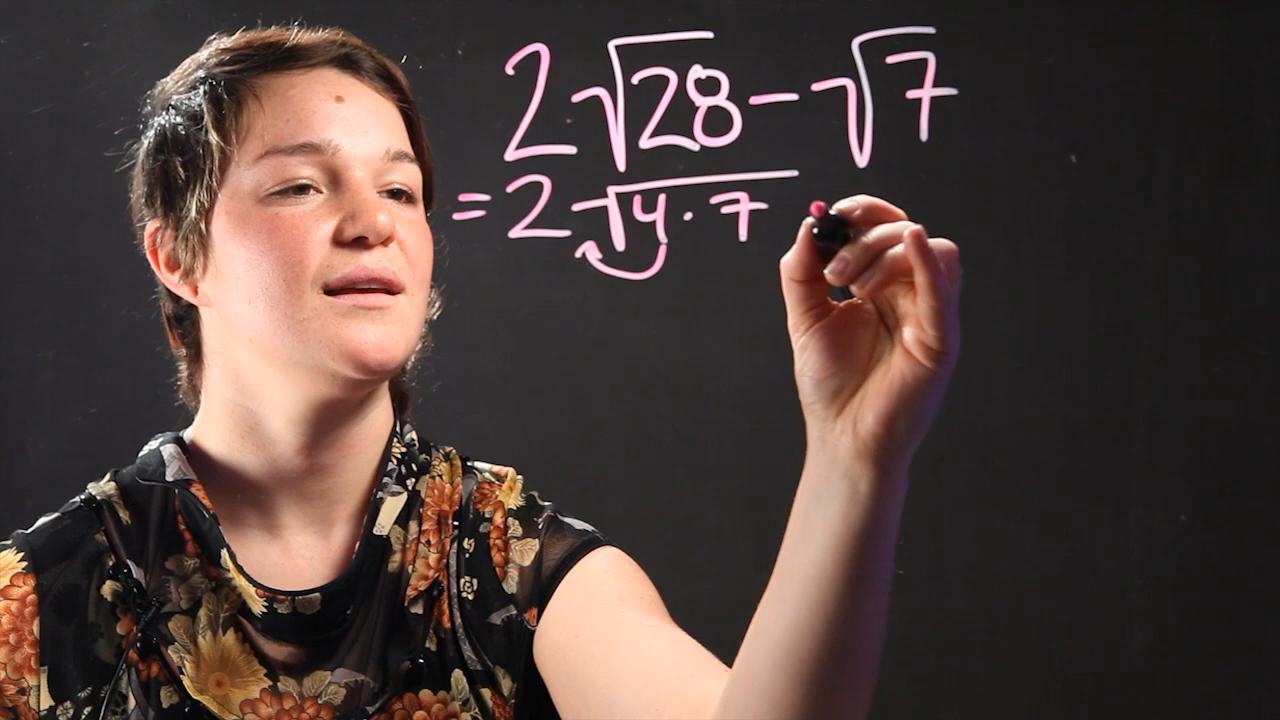 2√28 - √7
= 2√4·7